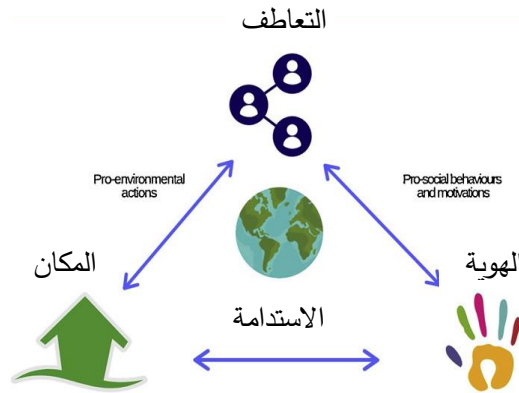 التعاطف
Pro-environmental
actions
Pro-social behaviours
and motivations
المكان
الهوية
الاستدامة